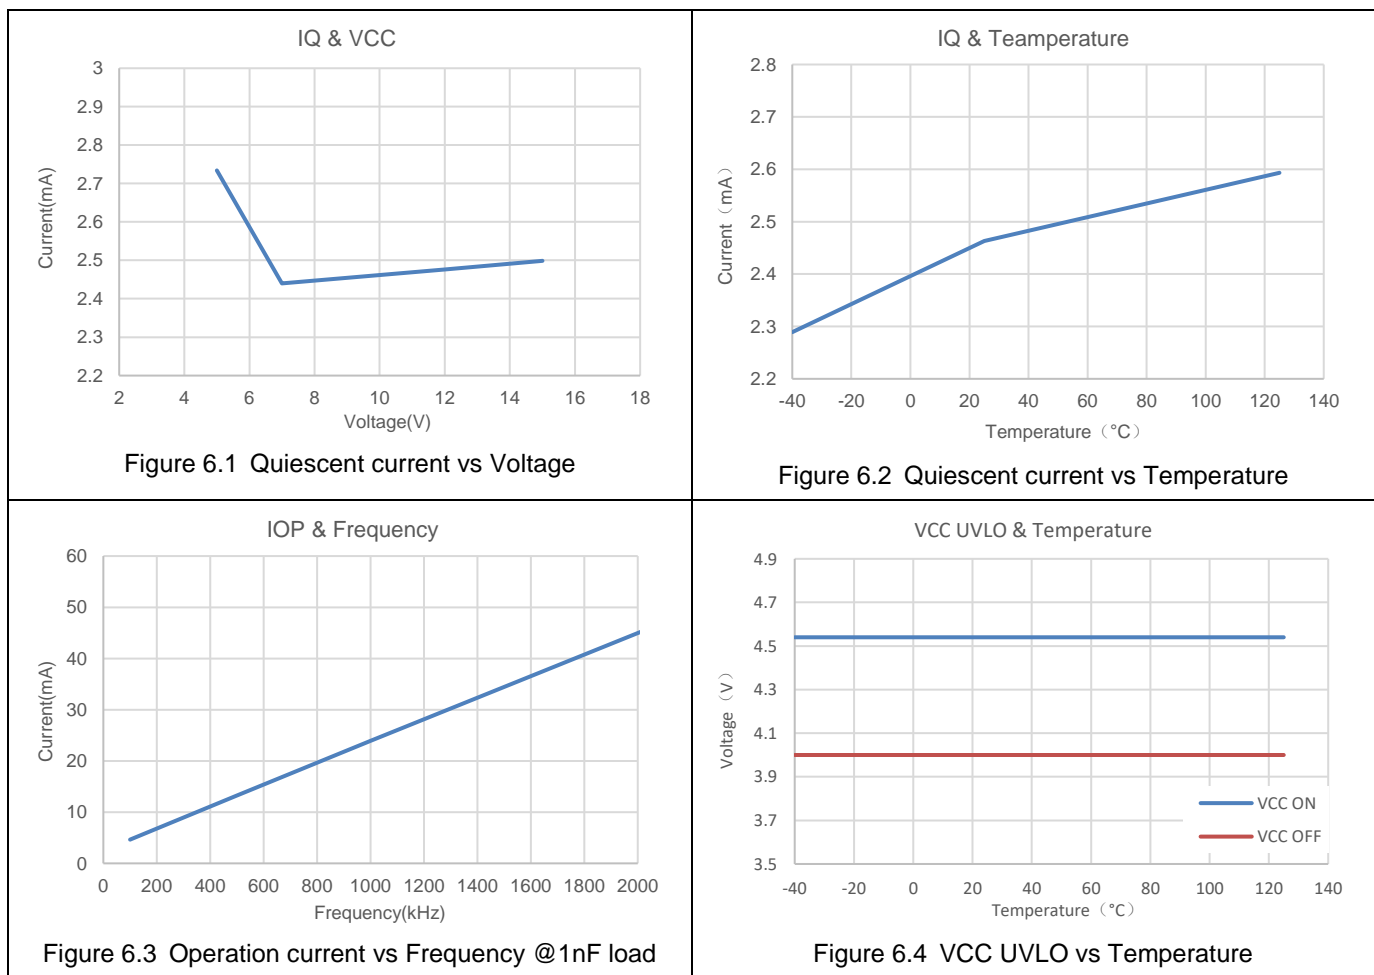 IQ & VCC
3
2.9
2.8
2.7
2.6
2.5
2.4
2.3
2.2
Current(mA)
2 4 6 8 10 12 14 16 18
Voltage(V)
Figure 6.1 Quiescent current vs Voltage
IQ & Teamperature
2.8
2.7
2.6
2.5
2.4
2.3
2.2
Current（mA）
-40 -20 0 20 40 60 80 100 120 140
Temperature（°C）
Figure 6.2 Quiescent current vs Temperature
IOP & Frequency
60
50
40
30
20
10
0
Current(mA)
0 200 400 600 800 1000 1200 1400 1600 1800 2000
Frequency(kHz)
Figure 6.3 Operation current vs Frequency @1nF load
VCC UVLO & Temperature
4.9
4.7
4.5
4.3
4.1
3.9
3.7
3.5
Voltage（V）
VCC ON
VCC OFF
-40 -20 0 20 40 60 80 100 120 140
Temperature（°C）
Figure 6.4 VCC UVLO vs Temperature